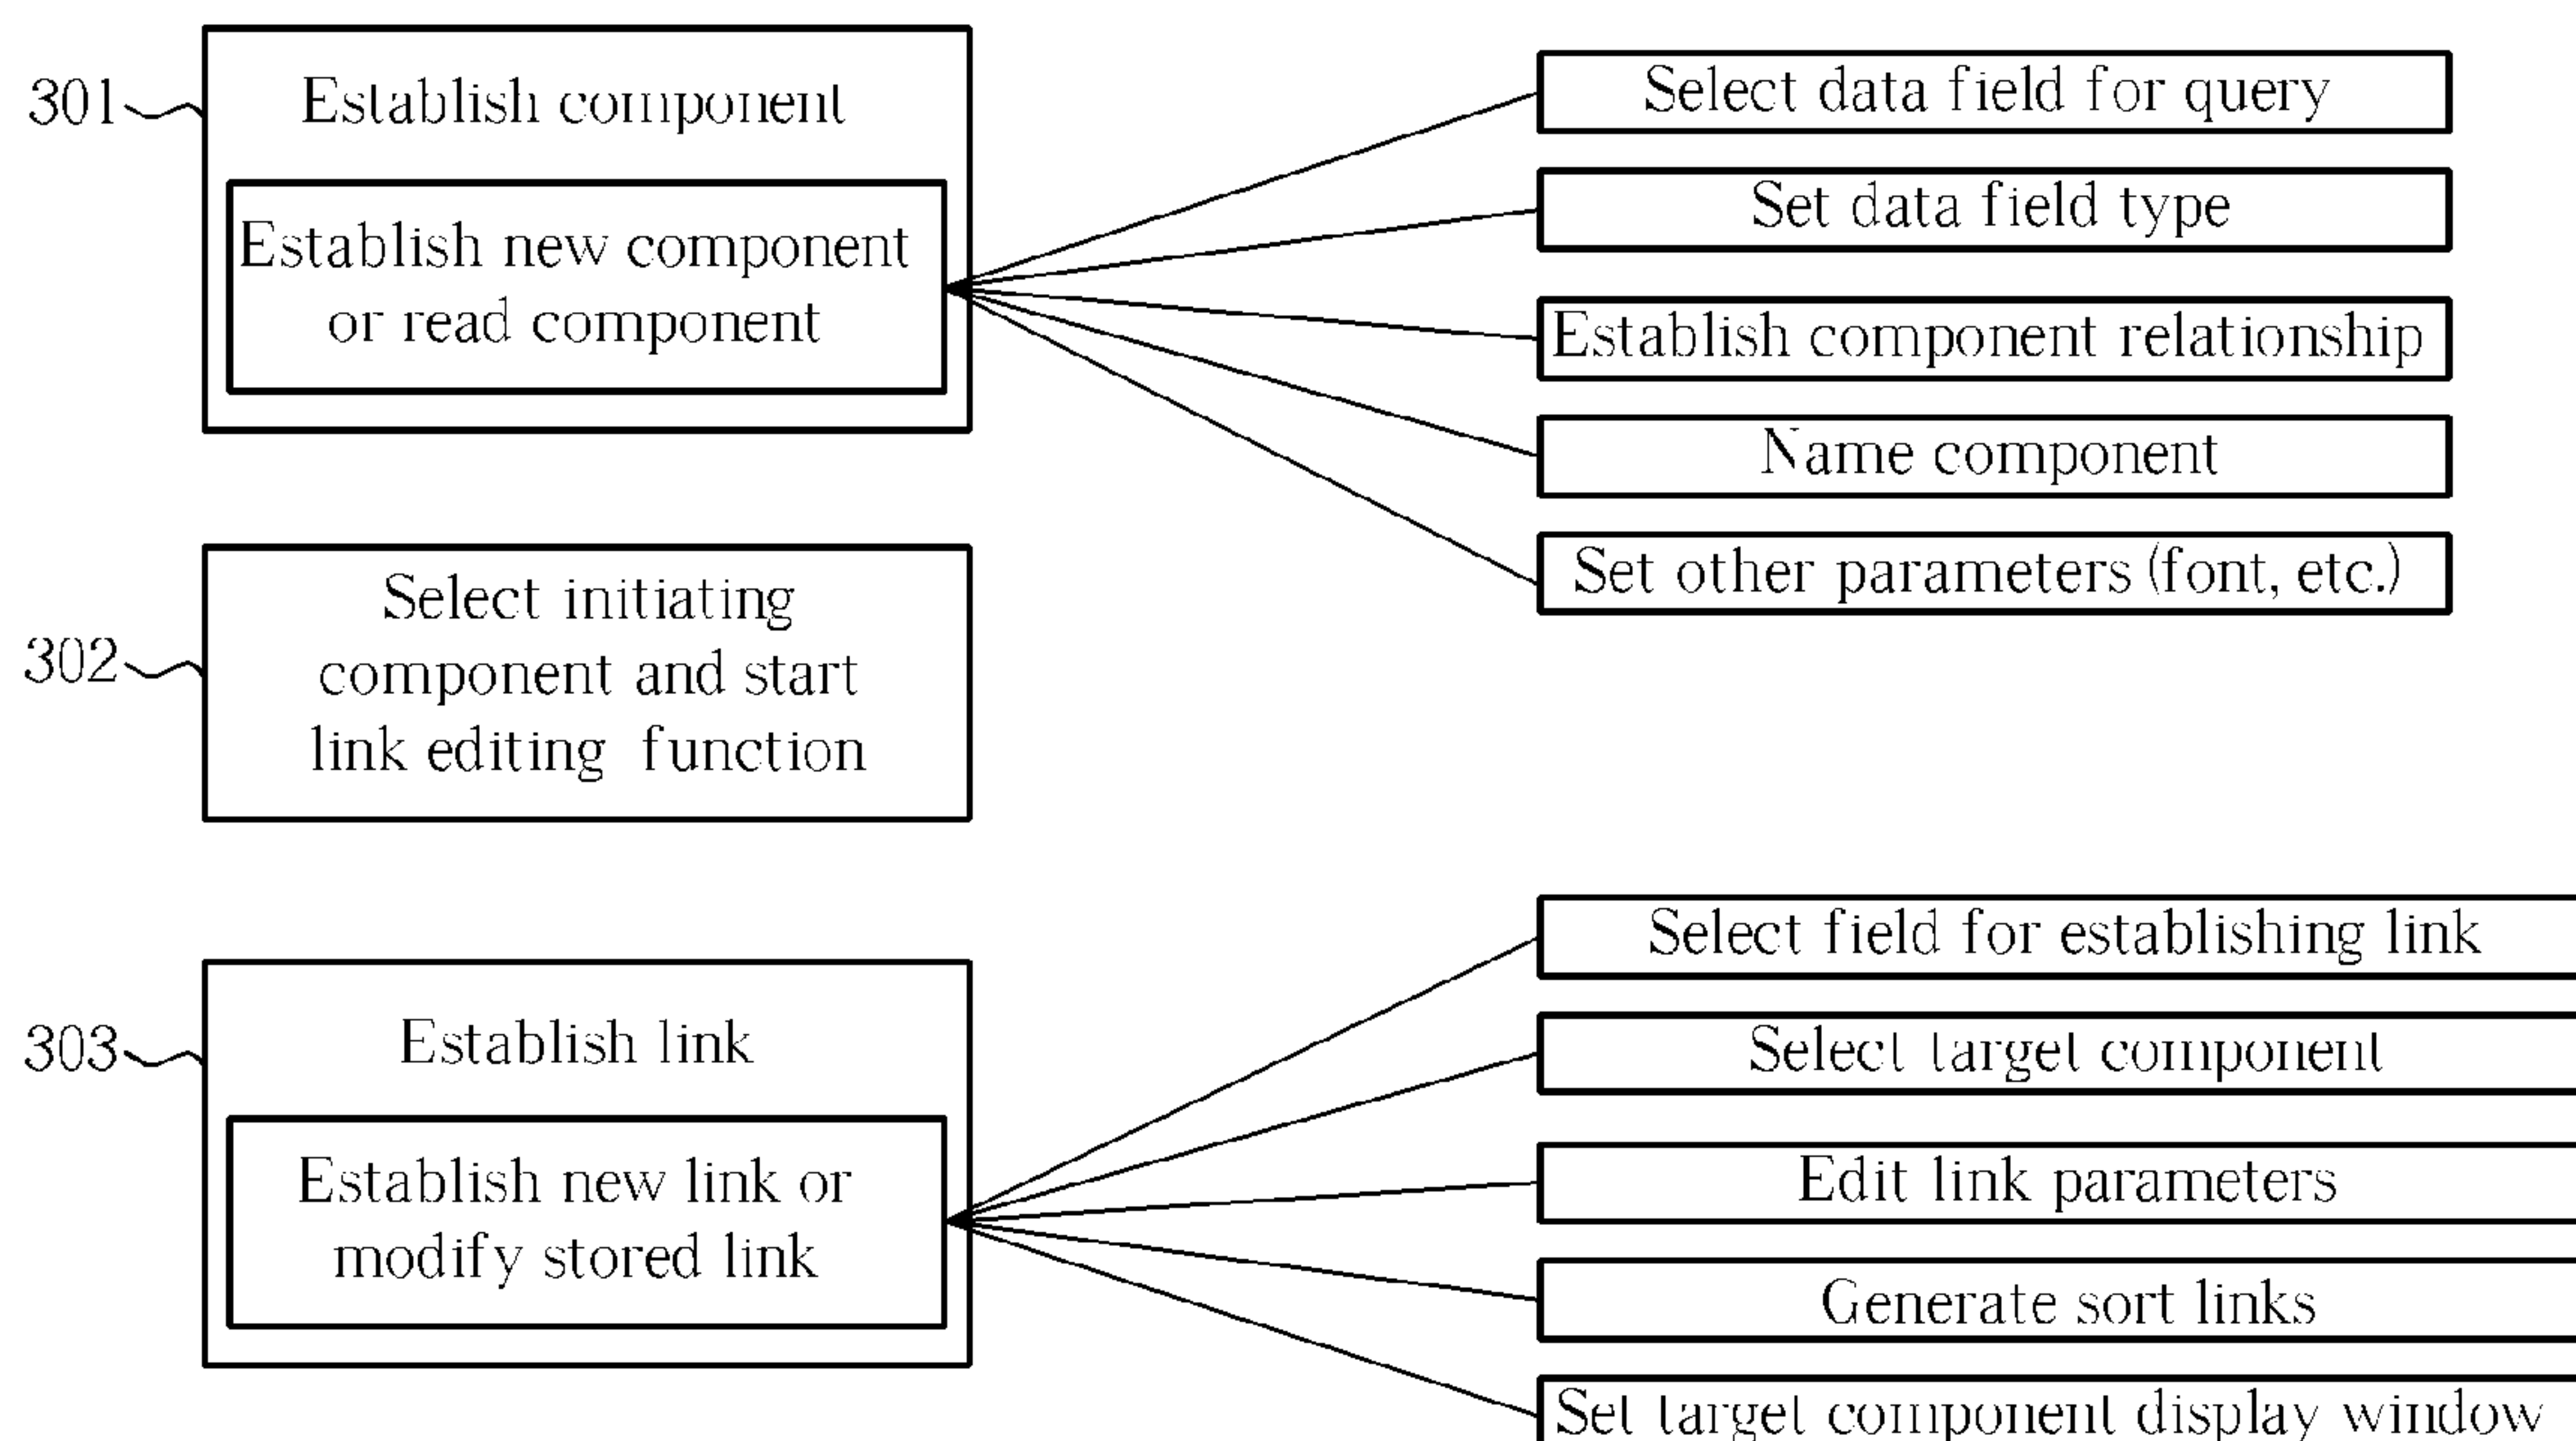 301
Establish component
Establish new component
or read component
Select data field for query
Set data field type
Establish component relationship
Name component
Set other parameters (font, etc.)
302
Select initiating
component and start
link editing function
303
Establish link
Establish new link or
modify stored link
Select field for establishing link
Select target component
Edit link parameters
Generate sort links
Set target component display window